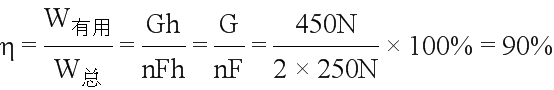 η = W有用/W总 = Gh/nFh = G/nF = 450N/2 × 250N × 100% = 90%